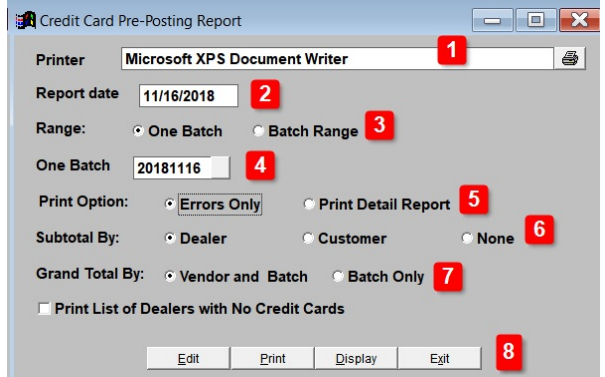 Credit Card Pre-Posting Report
Printer Microsoft XPS Document Writer 1
Report date 11/16/2018 2
Range: One Batch Batch Range 3
One Batch 20181116 4
Print Option: Errors Only Print Detail Report 5
Subtotal By: Dealer Customer None 6
Grand Total By: Vendor and Batch Batch Only 7
Print List of Dealers with No Credit Cards
Edit Print Display Exit 8